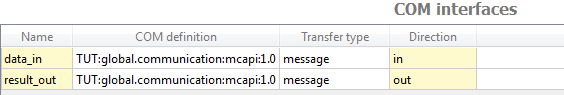 COM interfaces
Name COM definition Transfer type Direction
data_in TUT:global.communication:mcapi:1.0 message in
result_out TUT:global.communication:mcapi:1.0 message out